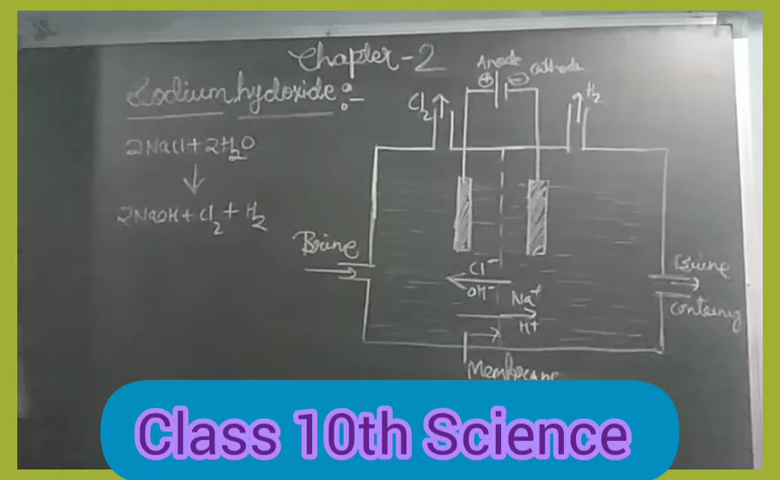 Chapter-2
Sodium hydoxide:-
2NaCl+2H₂O
↓
2NaOH+Cl₂+H₂
Anode
Cathode
+
-
Cl₂↑
↑H₂
Brine
Cl⁻
OH⁻
Na⁺
H+
Brine
Membrane
Class 10th Science